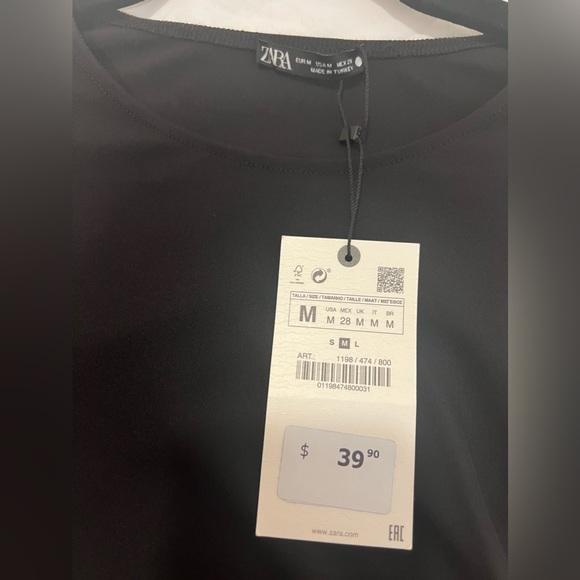 ZARA
EUR M USA M MEX 28
MADE IN TURKEY
TALLA / SIZE / TAMANHO / TAILLE / MAAT / MEГЕTHOΣ
M
USA MEX UK IT BR
M 28 M M M
S M L
ART.: 1198 / 474 / 800
01198474800031
$ 39 90
www.zara.com
EAC